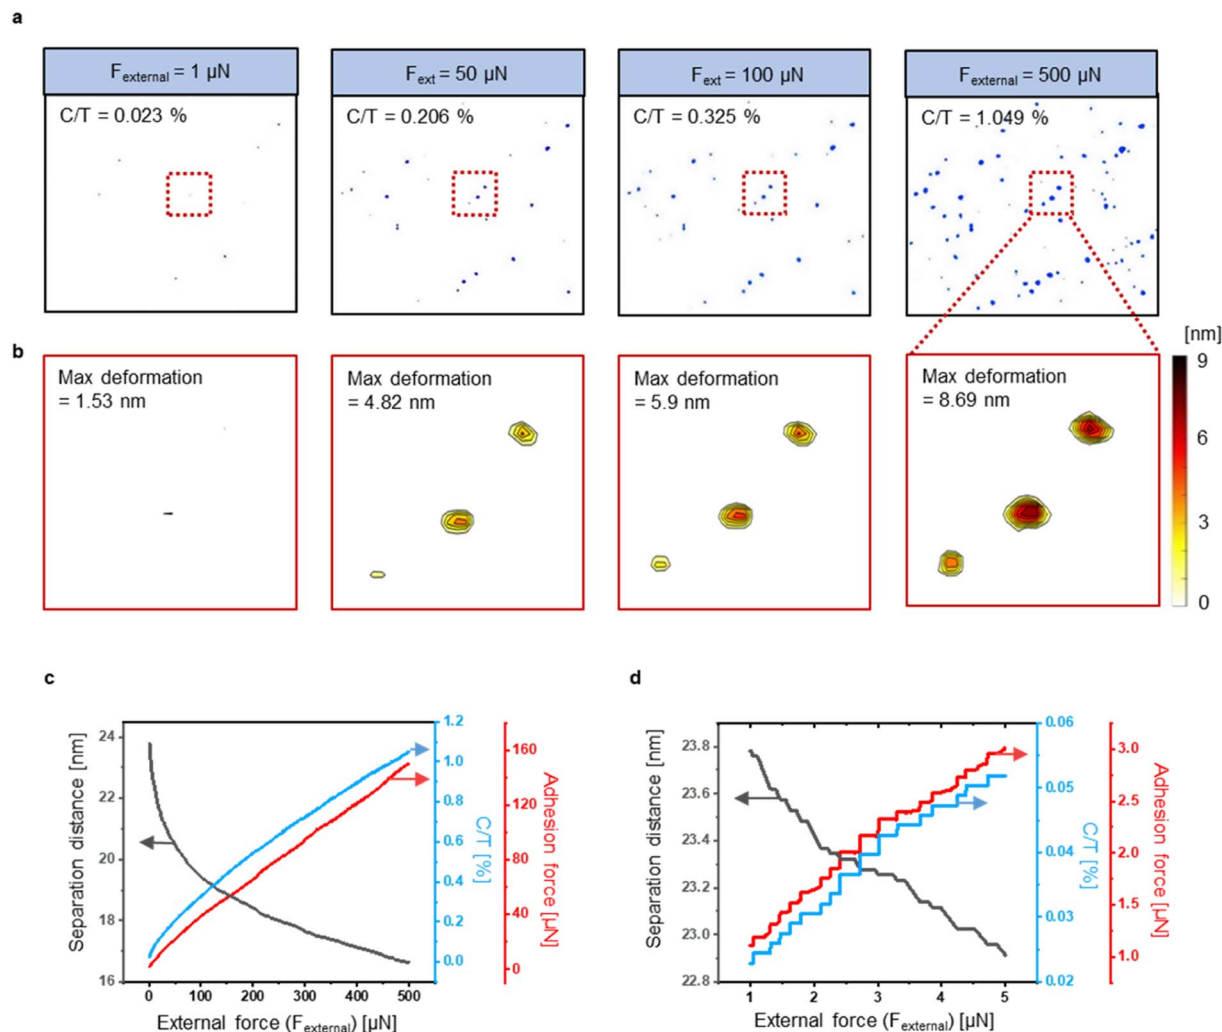 a
F_external = 1 µN
F_ext = 50 µN
F_ext = 100 µN
F_external = 500 µN
C/T = 0.023 %
C/T = 0.206 %
C/T = 0.325 %
C/T = 1.049 %
b
[nm]
Max deformation
= 1.53 nm
Max deformation
= 4.82 nm
Max deformation
= 5.9 nm
Max deformation
= 8.69 nm
9
6
3
0
c
Separation distance [nm]
24
22
20
18
16
0
100
200
300
400
500
External force (F_external) [µN]
1.2
1.0
0.8
0.6
0.4
0.2
0.0
C/T [%]
160
120
80
40
0
Adhesion force [µN]
d
Separation distance [nm]
23.8
23.6
23.4
23.2
23.0
22.8
1
2
3
4
5
External force (F_external) [µN]
0.06
0.05
0.04
0.03
0.02
C/T [%]
3.0
2.5
2.0
1.5
1.0
Adhesion force [µN]